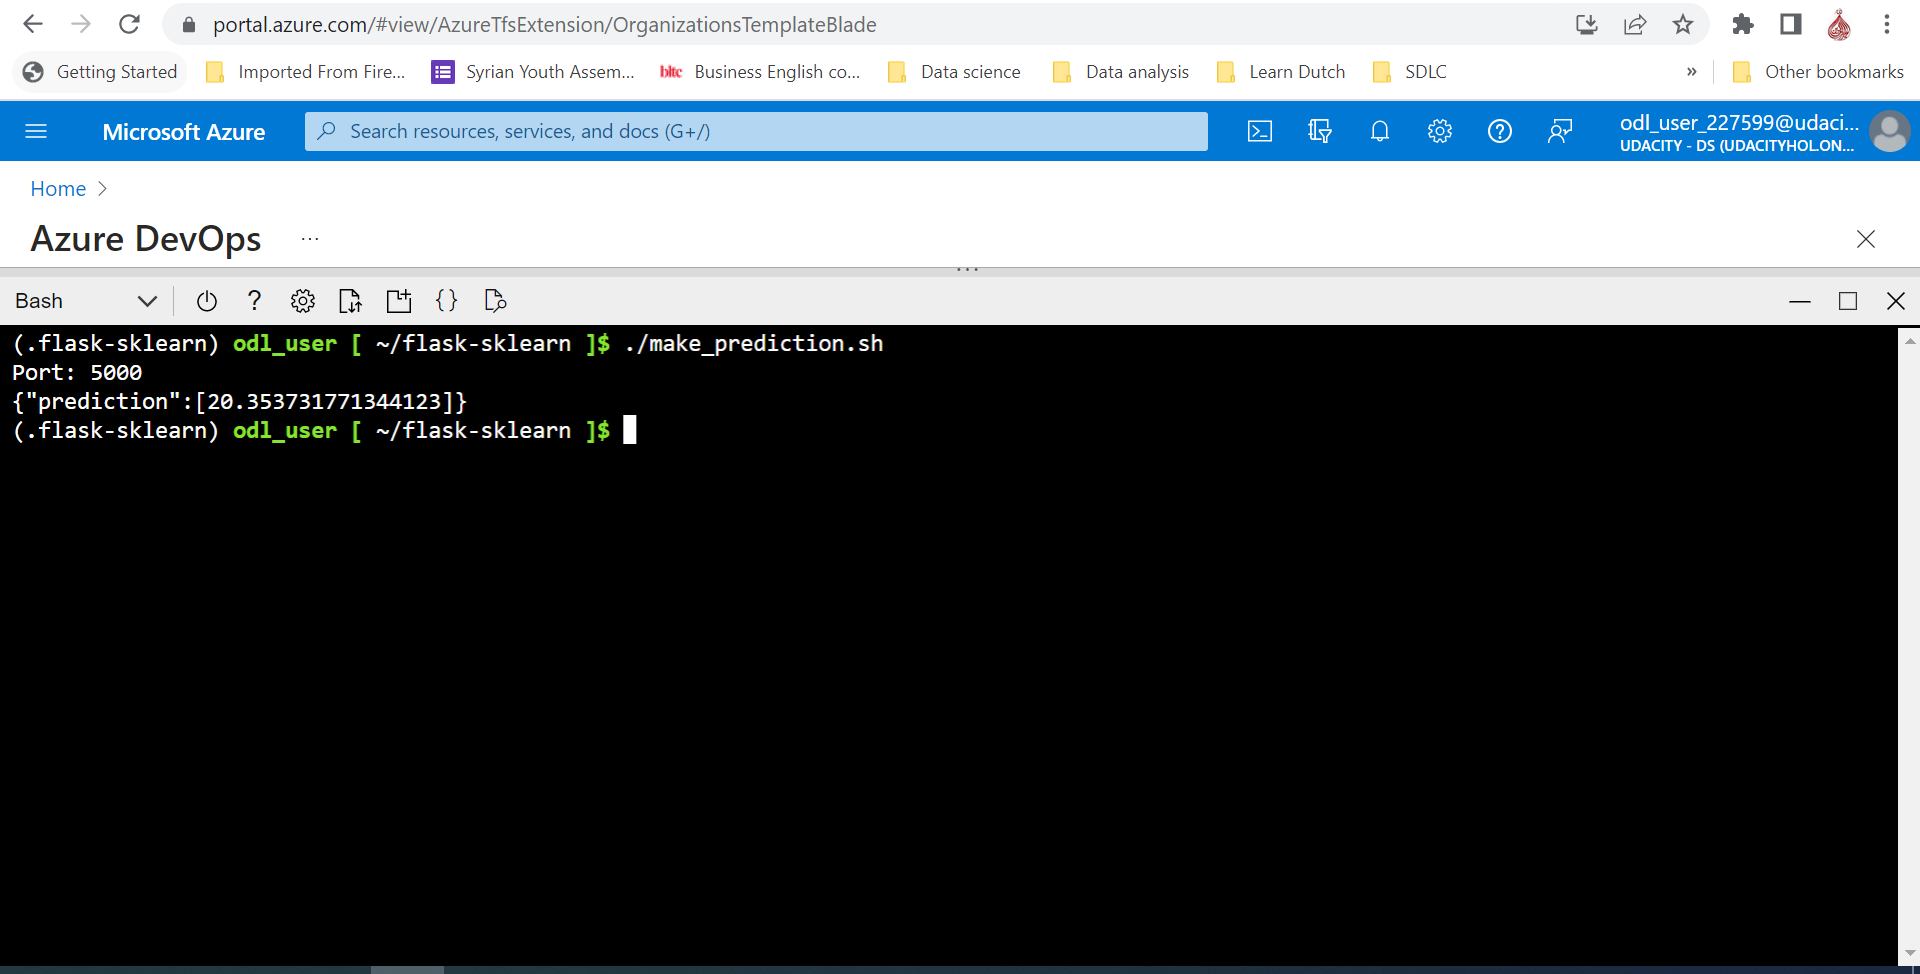 portal.azure.com/#view/AzureTfsExtension/OrganizationsTemplateBlade
Getting Started Imported From Fire... Syrian Youth Assem... bltc Business English co... Data science Data analysis Learn Dutch SDLC » Other bookmarks
Microsoft Azure Search resources, services, and docs (G+/) odl_user_227599@udaci...
UDACITY - DS (UDACITYHOL.ON...
Home >
Azure DevOps ...
Bash
(.flask-sklearn) odl_user [ ~/flask-sklearn ]$ ./make_prediction.sh
Port: 5000
{"prediction":[20.353731771344123]}
(.flask-sklearn) odl_user [ ~/flask-sklearn ]$